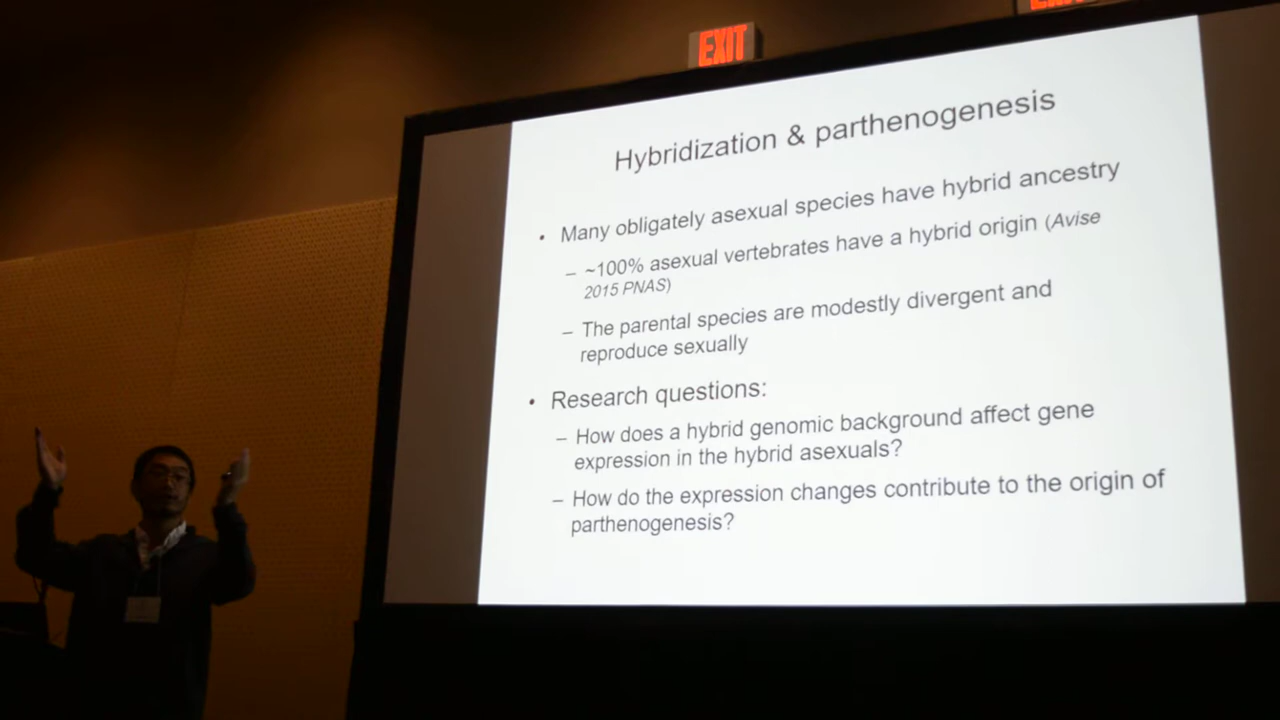 EXIT
Hybridization & parthenogenesis
• Many obligately asexual species have hybrid ancestry
– ~100% asexual vertebrates have a hybrid origin (Avise
2015 PNAS)
– The parental species are modestly divergent and
reproduce sexually
• Research questions:
– How does a hybrid genomic background affect gene
expression in the hybrid asexuals?
– How do the expression changes contribute to the origin of
parthenogenesis?